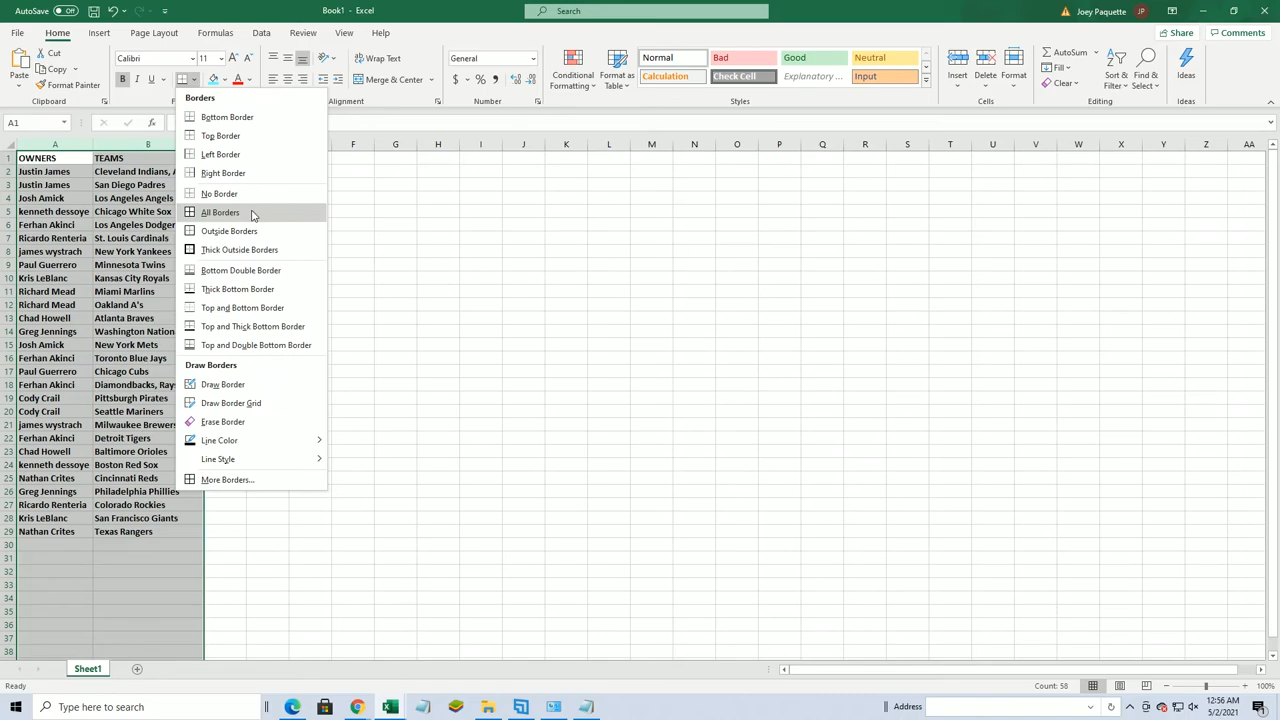 AutoSave Off Book1 - Excel Search Joey Paquette JP
File Home Insert Page Layout Formulas Data Review View Help Share Comments
Paste Cut Copy Format Painter Clipboard
Calibri 11 B I U
Wrap Text Merge & Center Alignment
General $ % Number
Conditional Formatting Format as Table
Normal Bad Good Neutral
Calculation Check Cell Explanatory ... Input
Styles
Insert Delete Format Cells
AutoSum Fill Clear Sort & Filter Find & Select Editing
Ideas Ideas
A1 fx
Borders
Bottom Border
Top Border
Left Border
Right Border
No Border
All Borders
Outside Borders
Thick Outside Borders
Bottom Double Border
Thick Bottom Border
Top and Bottom Border
Top and Thick Bottom Border
Top and Double Bottom Border
Draw Borders
Draw Border
Draw Border Grid
Erase Border
Line Color
Line Style
More Borders...
A B F G H I J K L M N O P Q R S T U V W X Y Z AA
1 OWNERS TEAMS
2 Justin James Cleveland Indians, A
3 Justin James San Diego Padres
4 Josh Amick Los Angeles Angels
5 kenneth dessoye Chicago White Sox
6 Ferhan Akinci Los Angeles Dodger
7 Ricardo Renteria St. Louis Cardinals
8 james wystrach New York Yankees
9 Paul Guerrero Minnesota Twins
10 Kris LeBlanc Kansas City Royals
11 Richard Mead Miami Marlins
12 Richard Mead Oakland A's
13 Chad Howell Atlanta Braves
14 Greg Jennings Washington Nation
15 Josh Amick New York Mets
16 Ferhan Akinci Toronto Blue Jays
17 Paul Guerrero Chicago Cubs
18 Ferhan Akinci Diamondbacks, Rays
19 Cody Crail Pittsburgh Pirates
20 Cody Crail Seattle Mariners
21 james wystrach Milwaukee Brewers
22 Ferhan Akinci Detroit Tigers
23 Chad Howell Baltimore Orioles
24 kenneth dessoye Boston Red Sox
25 Nathan Crites Cincinnati Reds
26 Greg Jennings Philadelphia Phillies
27 Ricardo Renteria Colorado Rockies
28 Kris LeBlanc San Francisco Giants
29 Nathan Crites Texas Rangers
30
31
32
33
34
35
36
37
38
Sheet1
Ready Count: 58 100%
Type here to search Address 12:56 AM
5/2/2021